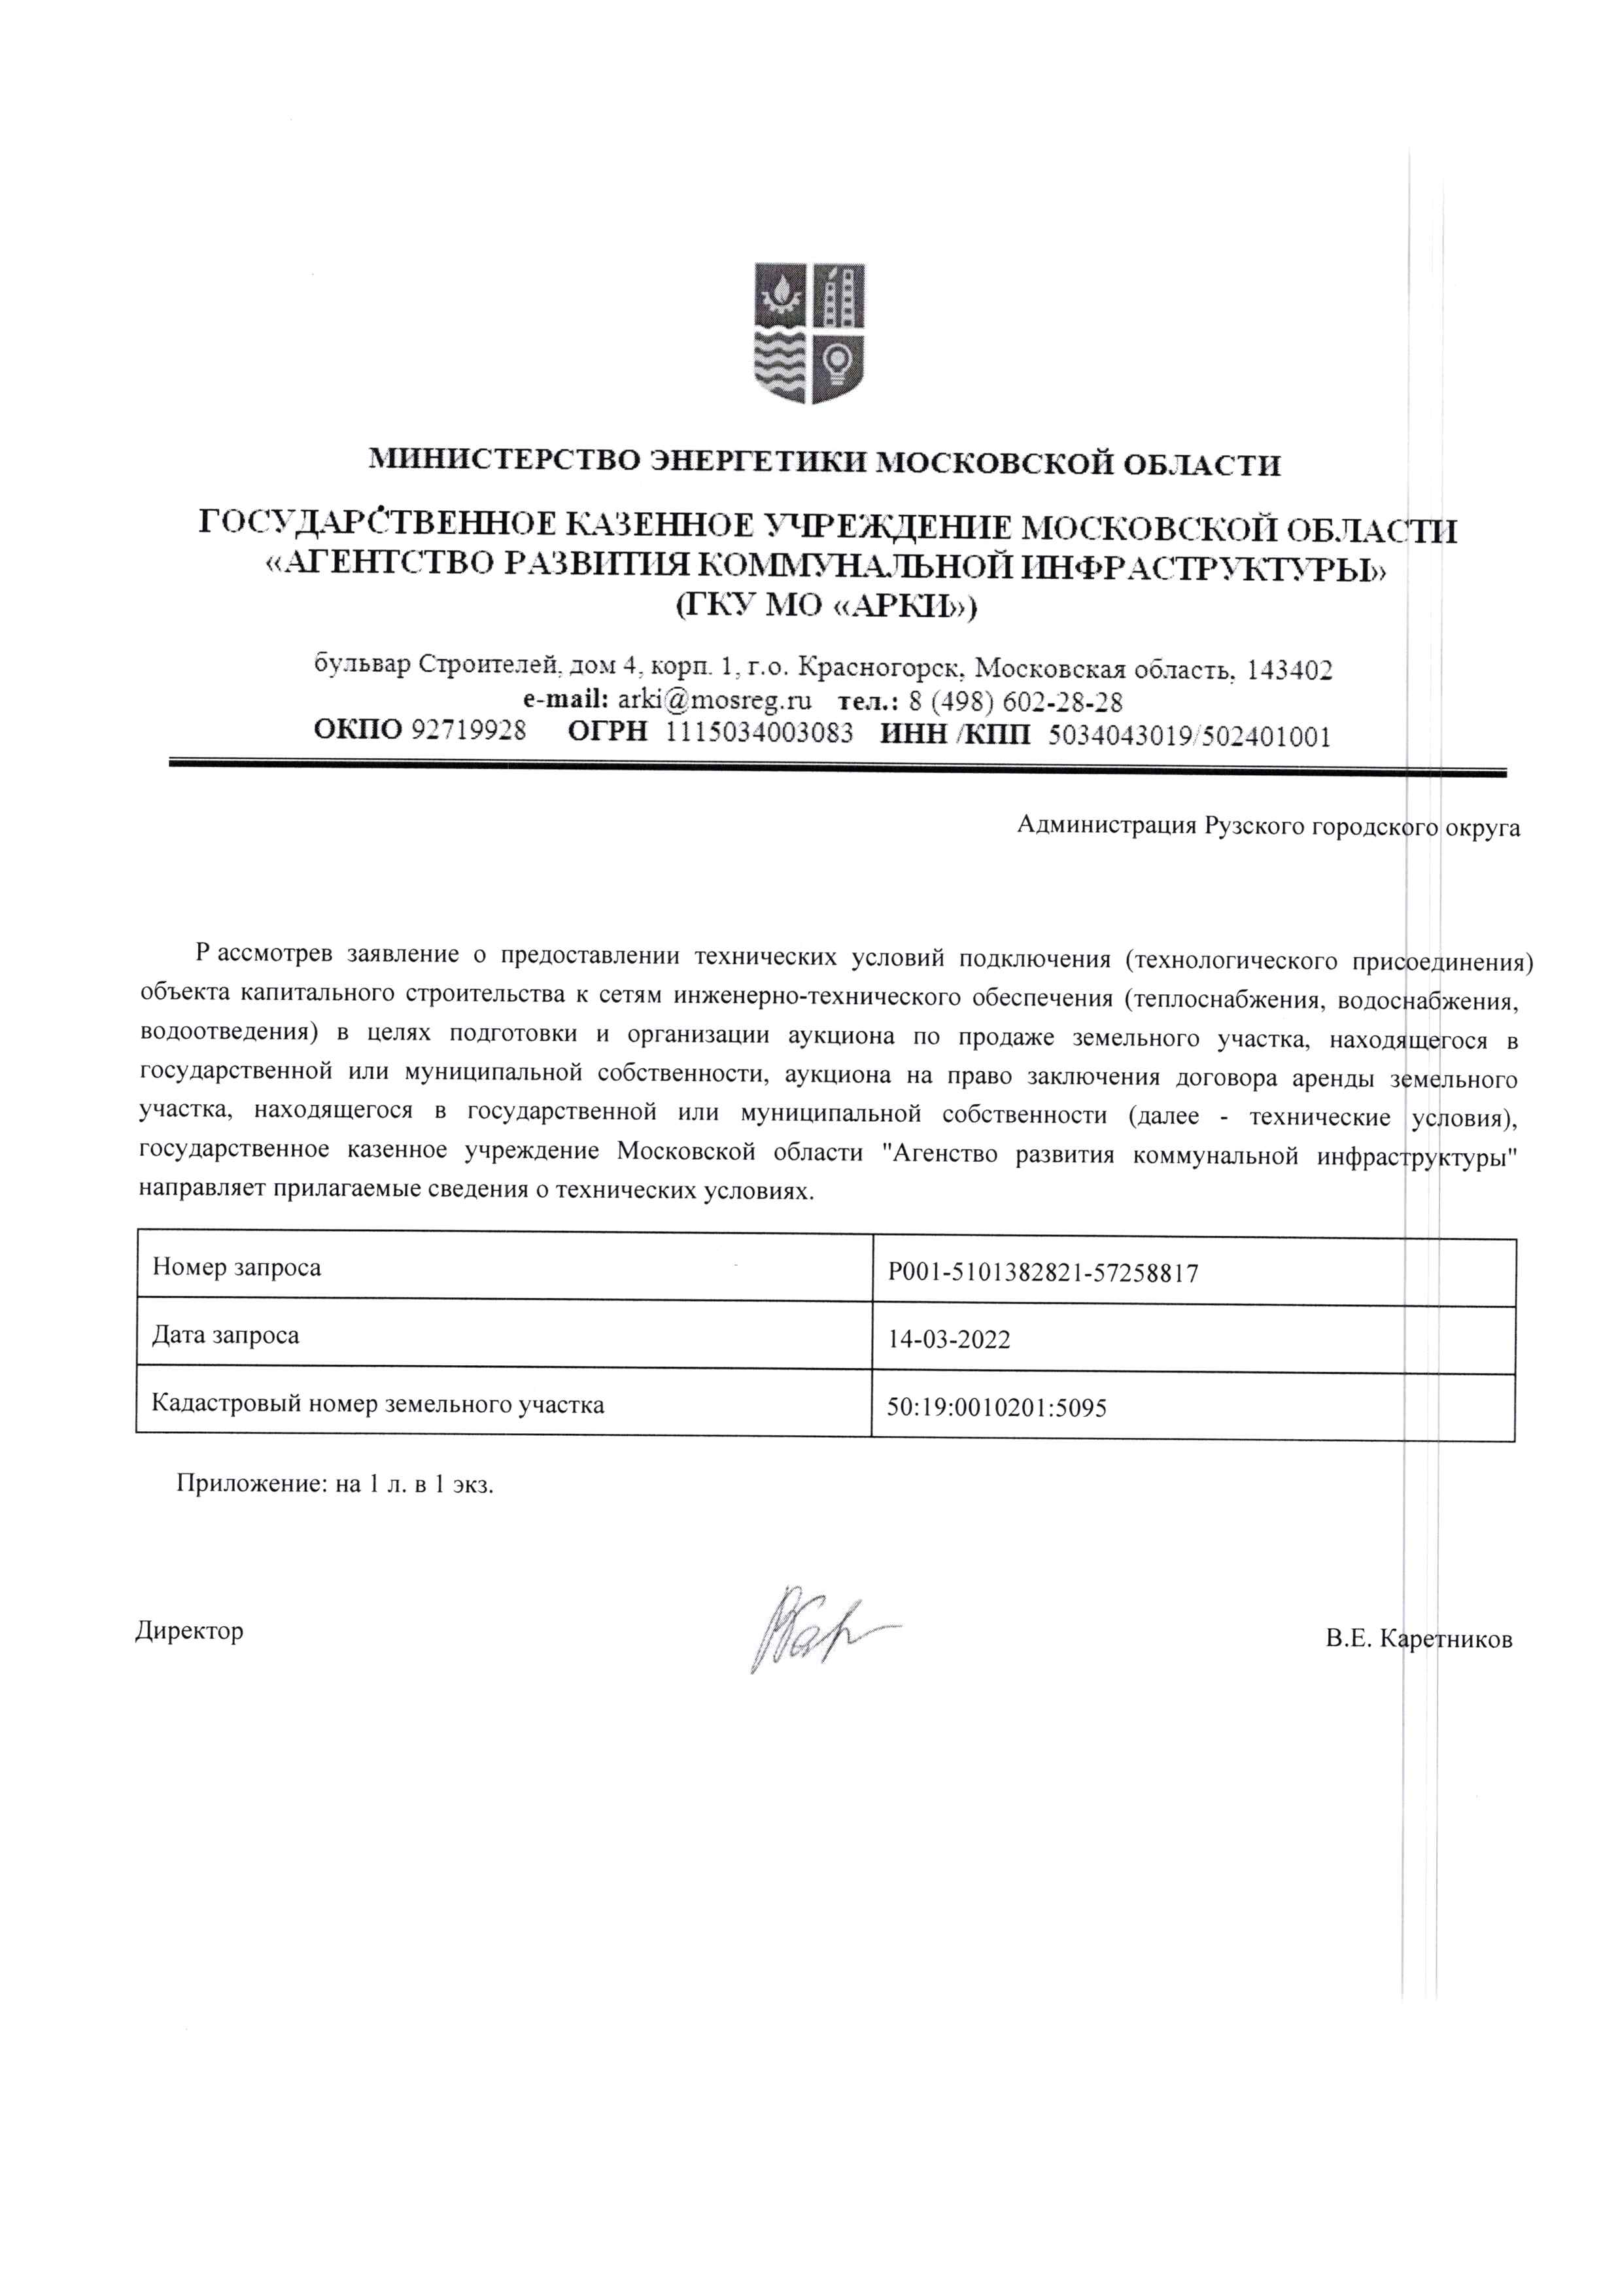 МИНИСТЕРСТВО ЭНЕРГЕТИКИ МОСКОВСКОЙ ОБЛАСТИ
ГОСУДАРСТВЕННОЕ КАЗЕННОЕ УЧРЕЖДЕНИЕ МОСКОВСКОЙ ОБЛАСТИ
«АГЕНТСТВО РАЗВИТИЯ КОММУНАЛЬНОЙ ИНФРАСТРУКТУРЫ»
(ГКУ МО «АРКИ»)
бульвар Строителей, дом 4, корп. 1, г.о. Красногорск, Московская область, 143402
e-mail: arki@mosreg.ru тел.: 8 (498) 602-28-28
ОКПО 92719928 ОГРН 1115034003083 ИНН /КПП 5034043019/502401001
Администрация Рузского городского округа
Р ассмотрев заявление о предоставлении технических условий подключения (технологического присоединения)
объекта капитального строительства к сетям инженерно-технического обеспечения (теплоснабжения, водоснабжения,
водоотведения) в целях подготовки и организации аукциона по продаже земельного участка, находящегося в
государственной или муниципальной собственности, аукциона на право заключения договора аренды земельного
участка, находящегося в государственной или муниципальной собственности (далее - технические условия),
государственное казенное учреждение Московской области "Агенство развития коммунальной инфраструктуры"
направляет прилагаемые сведения о технических условиях.
Номер запроса P001-5101382821-57258817
Дата запроса 14-03-2022
Кадастровый номер земельного участка 50:19:0010201:5095
Приложение: на 1 л. в 1 экз.
Директор В.Е. Каретников